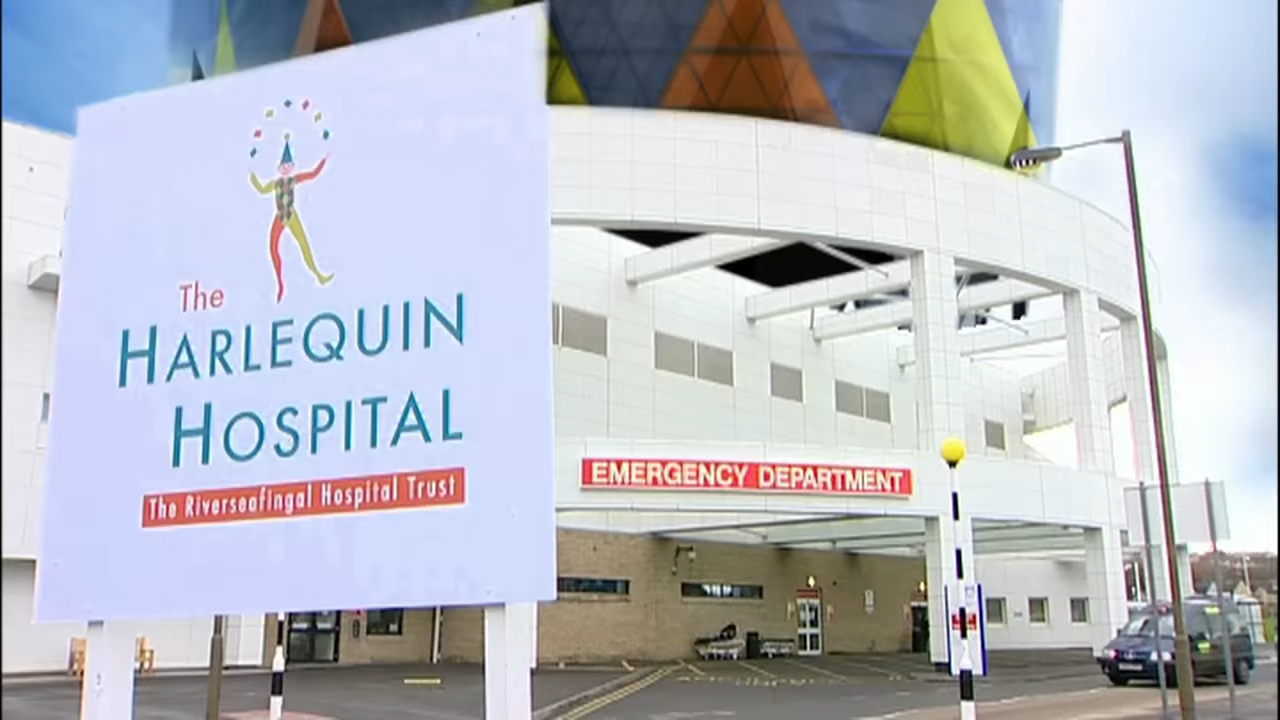 The
HARLEQUIN
HOSPITAL
The Riverseafingal Hospital Trust
EMERGENCY DEPARTMENT